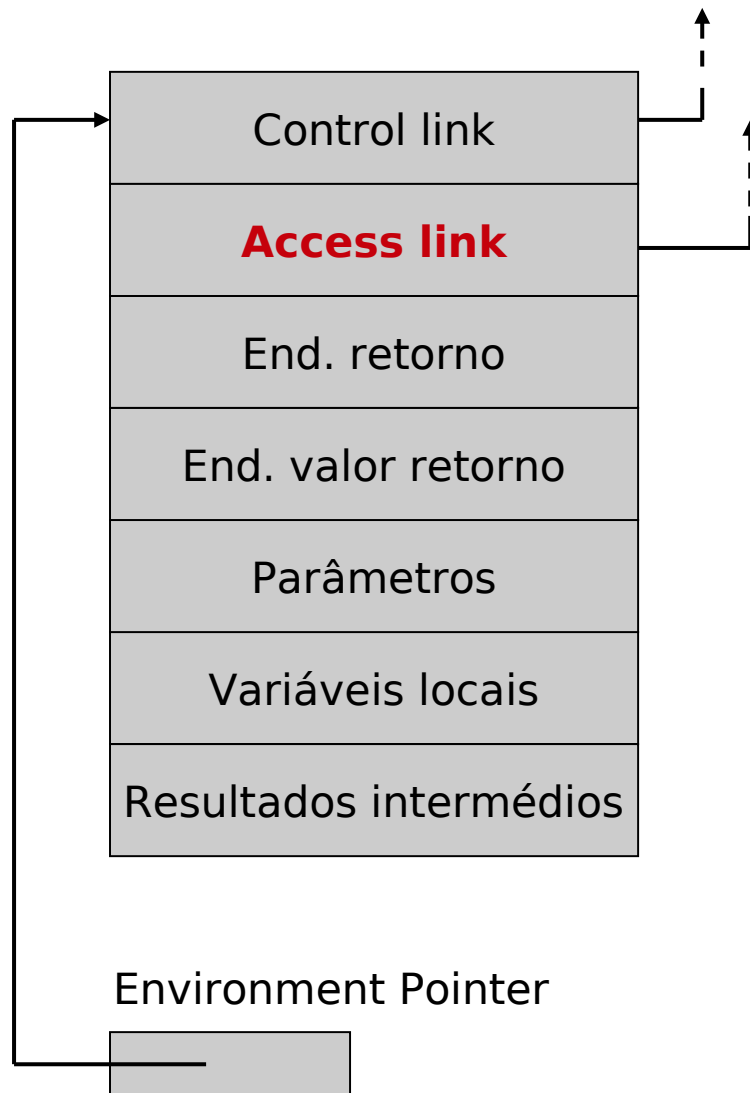 Control link
Access link
End. retorno
End. valor retorno
Parâmetros
Variáveis locais
Resultados intermédios
Environment Pointer